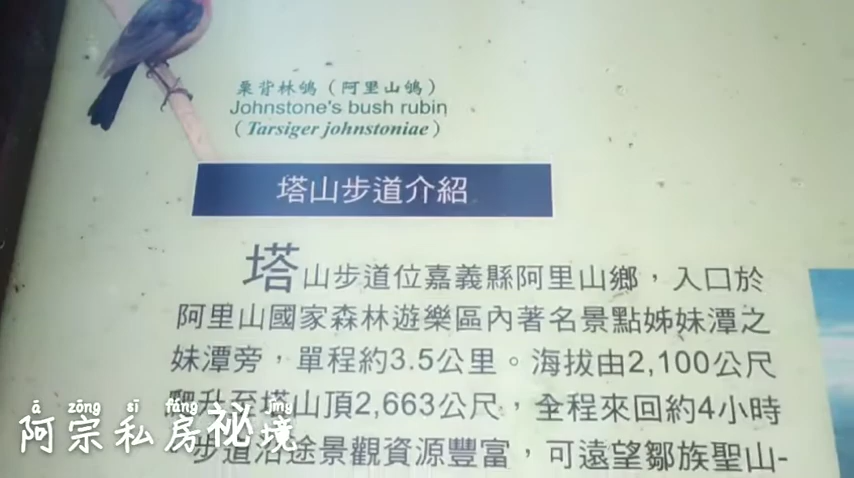 栗背林鴝（阿里山鴝）
Johnstone's bush rubin
（Tarsiger johnstoniae）
塔山步道介紹
塔山步道位嘉義縣阿里山鄉，入口於
阿里山國家森林遊樂區內著名景點姊妹潭之
妹潭旁，單程約3.5公里。海拔由2,100公尺
爬升至塔山頂2,663公尺，全程來回約4小時
步道沿途景觀資源豐富，可遠望鄒族聖山-
ā zōng sī fáng jìng
阿宗私房祕境